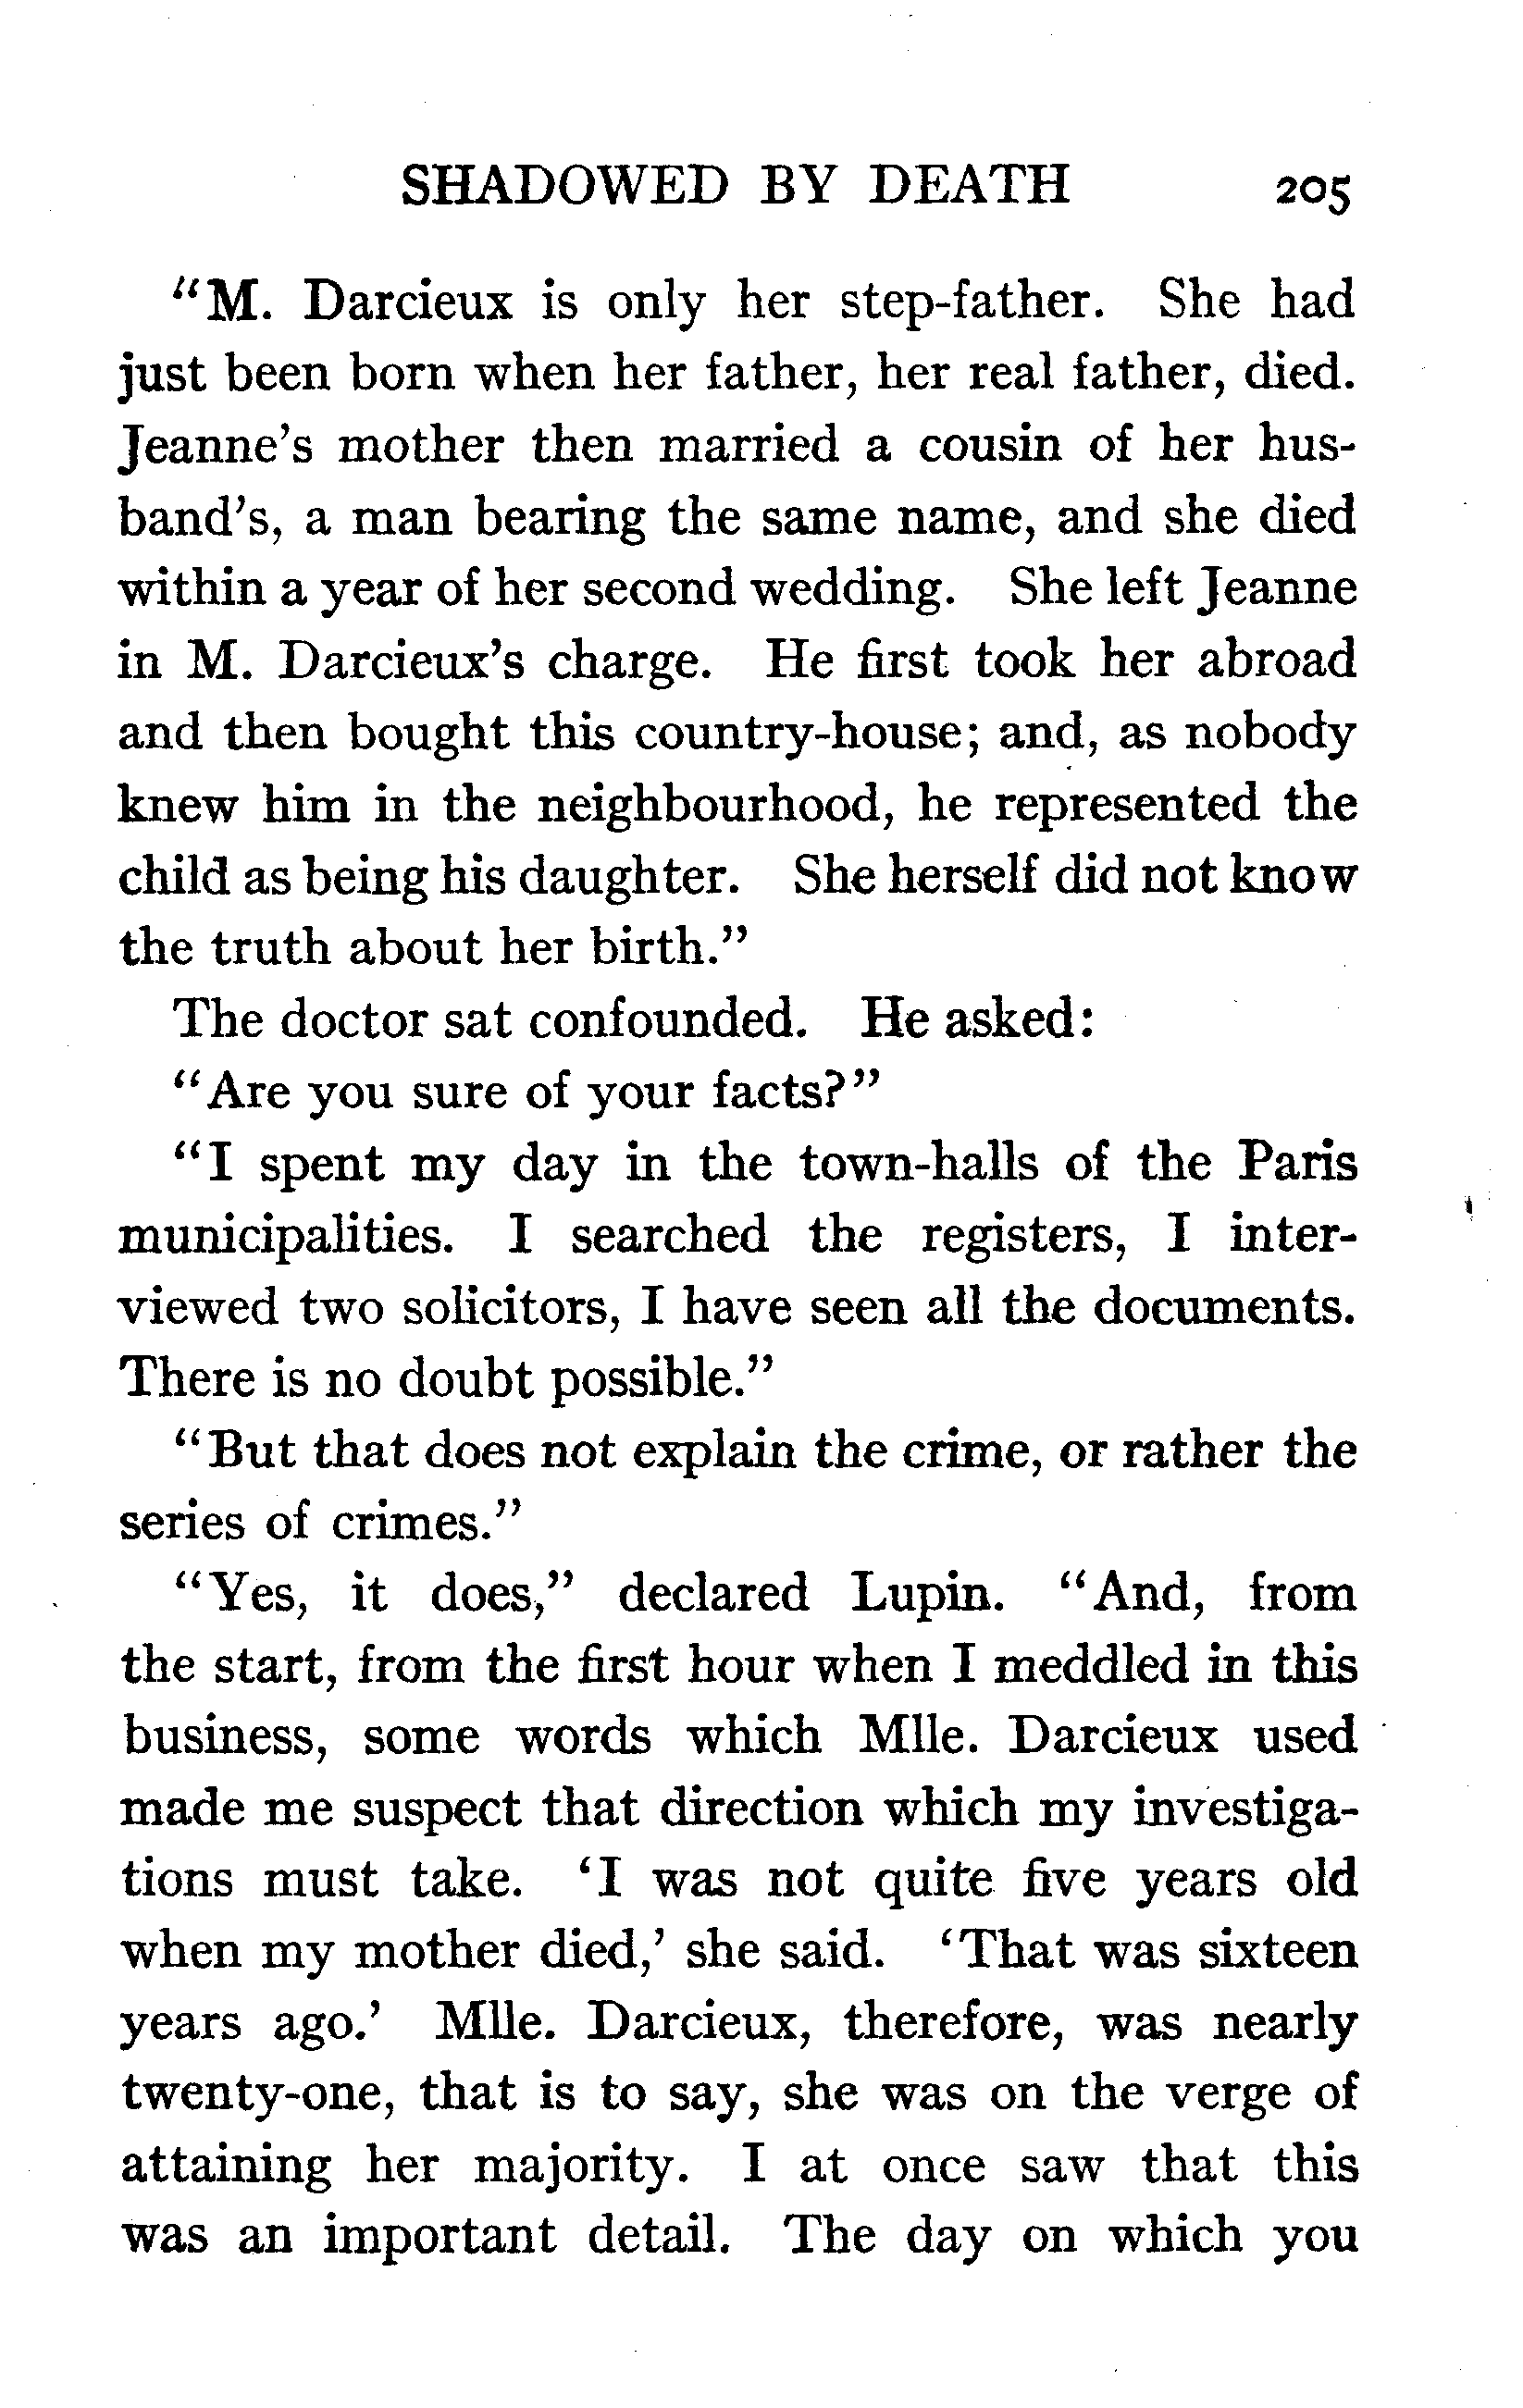 SHADOWED BY DEATH 205
"M. Darcieux is only her step-father. She had
just been born when her father, her real father, died.
Jeanne's mother then married a cousin of her hus-
band's, a man bearing the same name, and she died
within a year of her second wedding. She left Jeanne
in M. Darcieux's charge. He first took her abroad
and then bought this country-house; and, as nobody
knew him in the neighbourhood, he represented the
child as being his daughter. She herself did not know
the truth about her birth."
The doctor sat confounded. He asked:
"Are you sure of your facts?"
"I spent my day in the town-halls of the Paris
municipalities. I searched the registers, I inter-
viewed two solicitors, I have seen all the documents.
There is no doubt possible."
"But that does not explain the crime, or rather the
series of crimes."
"Yes, it does," declared Lupin. "And, from
the start, from the first hour when I meddled in this
business, some words which Mlle. Darcieux used
made me suspect that direction which my investiga-
tions must take. 'I was not quite five years old
when my mother died,' she said. 'That was sixteen
years ago.' Mlle. Darcieux, therefore, was nearly
twenty-one, that is to say, she was on the verge of
attaining her majority. I at once saw that this
was an important detail. The day on which you